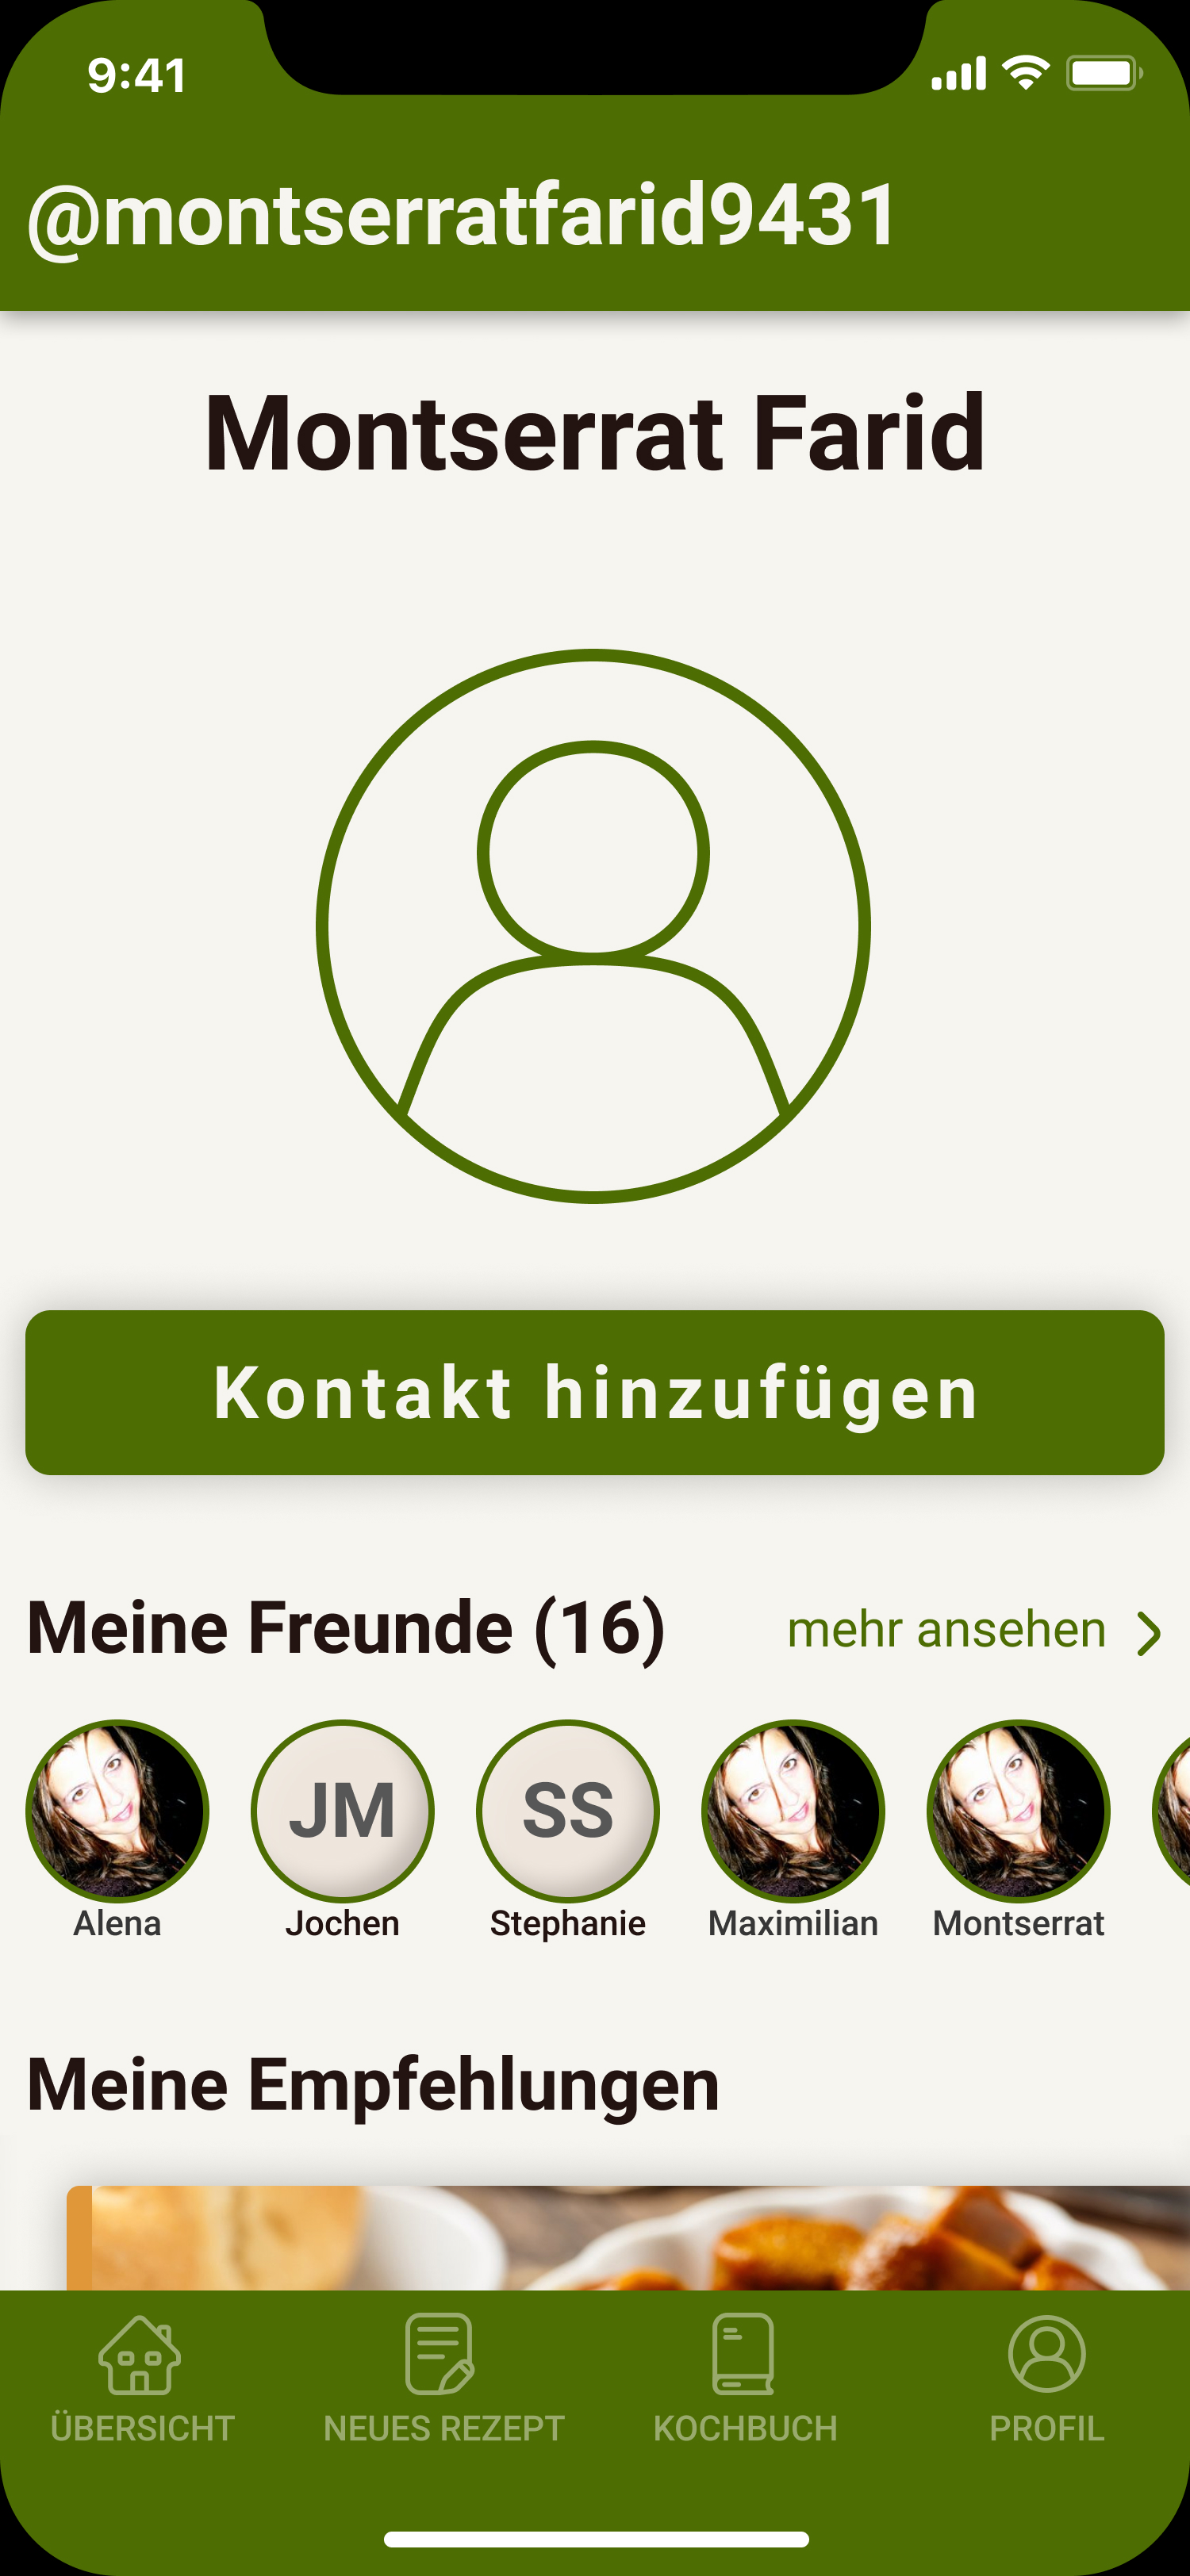 9:41
@montserratfarid9431
Montserrat Farid
Kontakt hinzufügen
Meine Freunde (16) mehr ansehen
JM SS
Alena Jochen Stephanie Maximilian Montserrat
Meine Empfehlungen
ÜBERSICHT NEUES REZEPT KOCHBUCH PROFIL